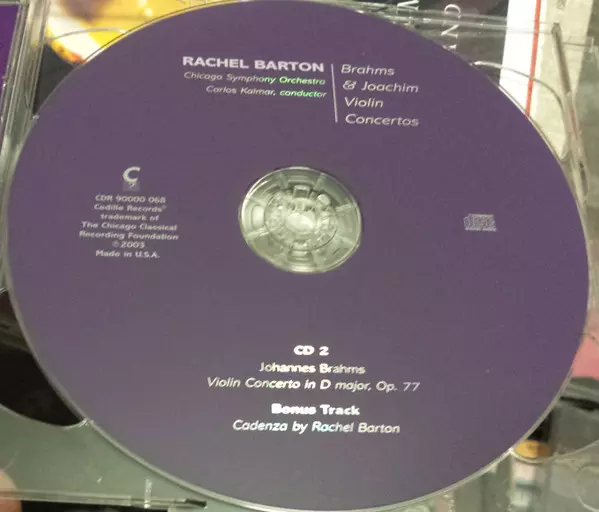 RACHEL BARTON
Chicago Symphony Orchestra
Carlos Kalmar, conductor
Brahms
& Joachim
Violin
Concertos
C
CDR 90000 068
Cedille Records®
trademark of
The Chicago Classical
Recording Foundation
©2003
Made in U.S.A.
CD 2
Johannes Brahms
Violin Concerto in D major, Op. 77
Bonus Track
Cadenza by Rachel Barton